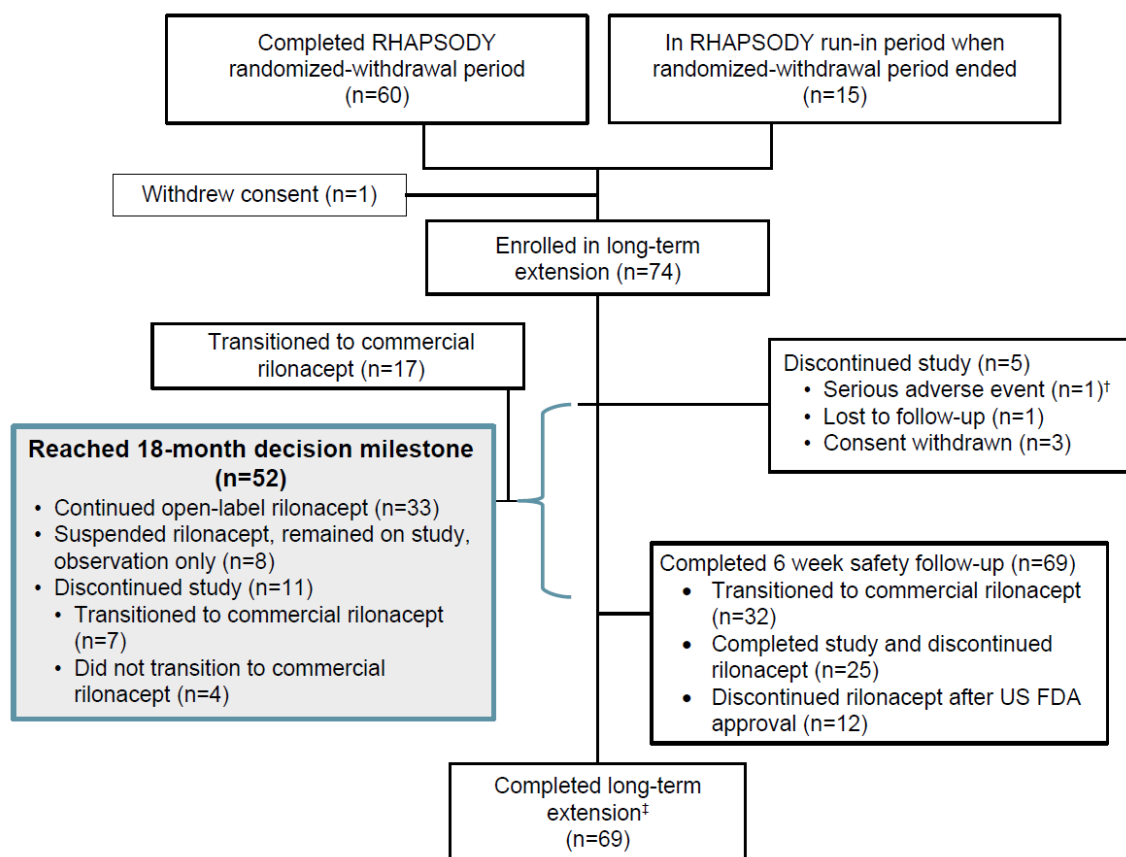 Completed RHAPSODY
randomized-withdrawal period
(n=60)
In RHAPSODY run-in period when
randomized-withdrawal period ended
(n=15)
Withdrew consent (n=1)
Enrolled in long-term
extension (n=74)
Transitioned to commercial
rilonacept (n=17)
Discontinued study (n=5)
• Serious adverse event (n=1)†
• Lost to follow-up (n=1)
• Consent withdrawn (n=3)
Reached 18-month decision milestone
(n=52)
• Continued open-label rilonacept (n=33)
• Suspended rilonacept, remained on study,
observation only (n=8)
• Discontinued study (n=11)
• Transitioned to commercial rilonacept
(n=7)
• Did not transition to commercial
rilonacept (n=4)
Completed 6 week safety follow-up (n=69)
• Transitioned to commercial rilonacept
(n=32)
• Completed study and discontinued
rilonacept (n=25)
• Discontinued rilonacept after US FDA
approval (n=12)
Completed long-term
extension‡
(n=69)